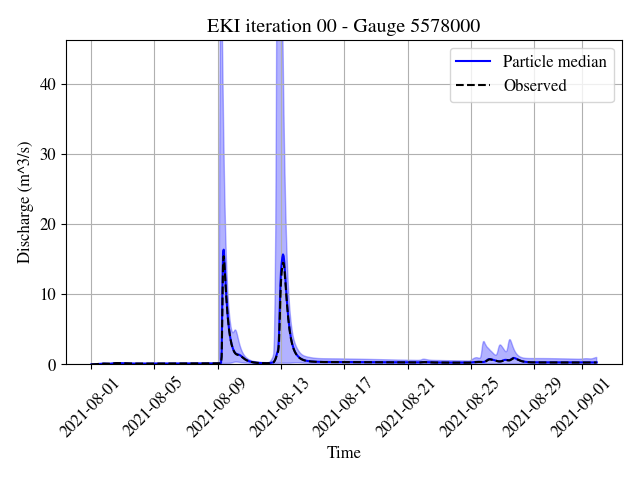 EKI iteration 00 - Gauge 5578000
Particle median
Observed
Discharge (m^3/s)
40
30
20
10
0
2021-08-01
2021-08-05
2021-08-09
2021-08-13
2021-08-17
2021-08-21
2021-08-25
2021-08-29
2021-09-01
Time